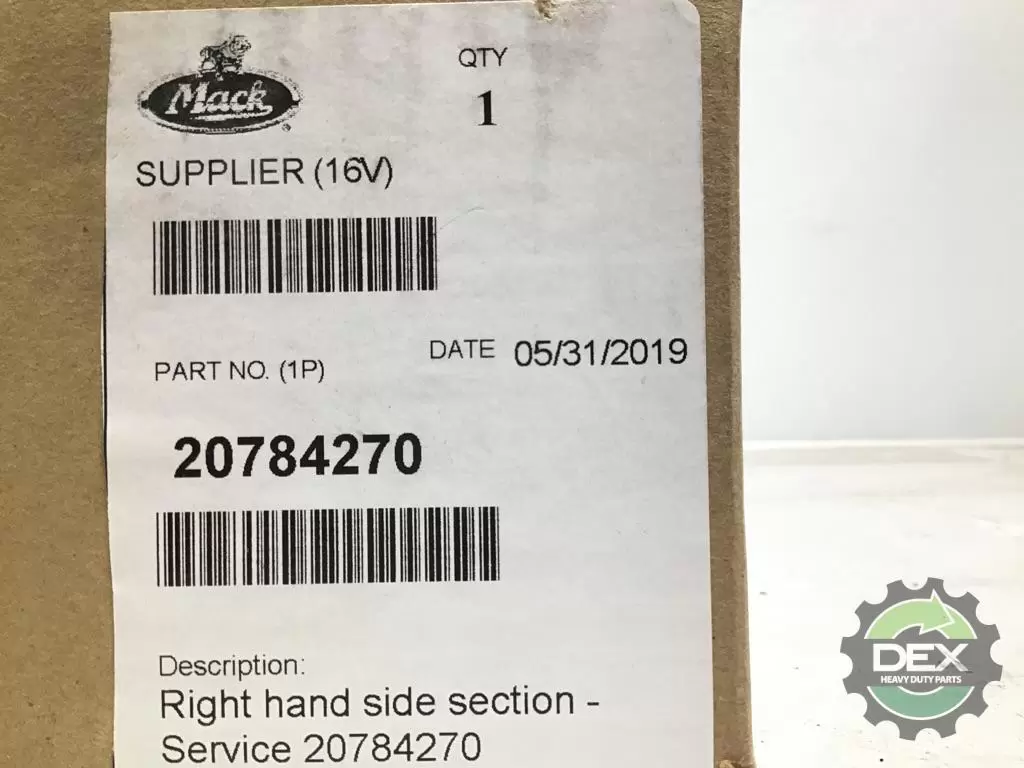 Mack
QTY
1
SUPPLIER (16V)
DATE 05/31/2019
PART NO. (1P)
20784270
Description:
Right hand side section -
Service 20784270
DEX
HEAVY DUTY PARTS